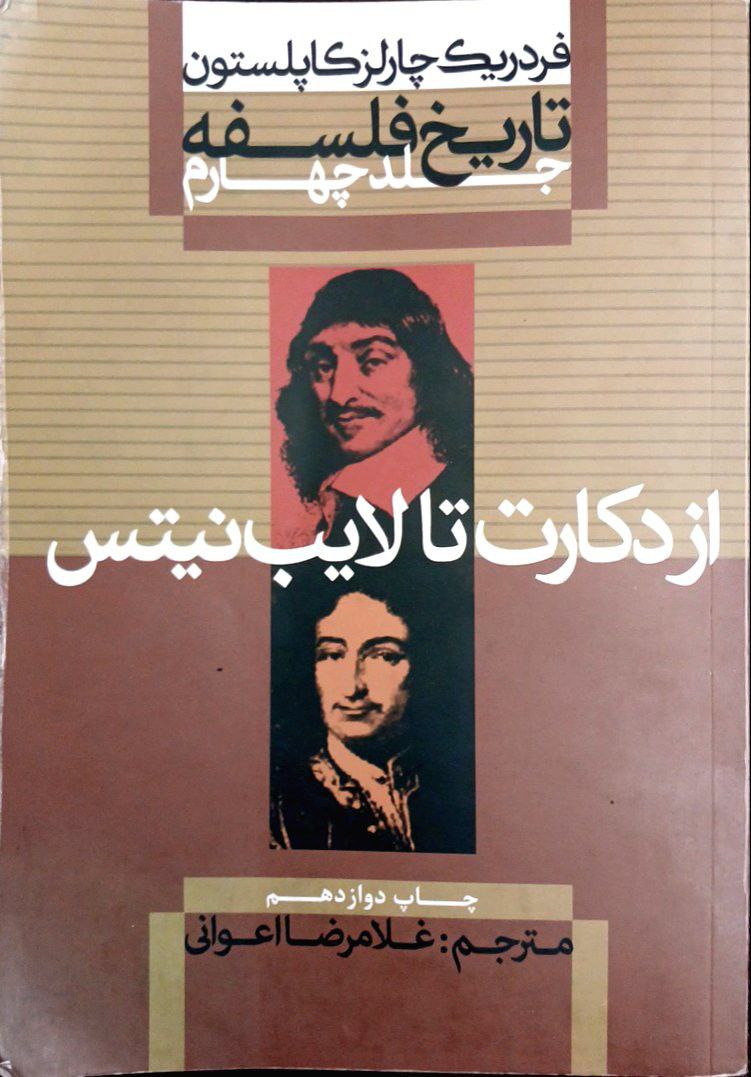 فردریک چارلز کاپلستون
تاریخ فلسفه
جلد چهارم
از دکارت تا لایب نیتس
چاپ دوازدهم
مترجم: غلامرضا اعوانی